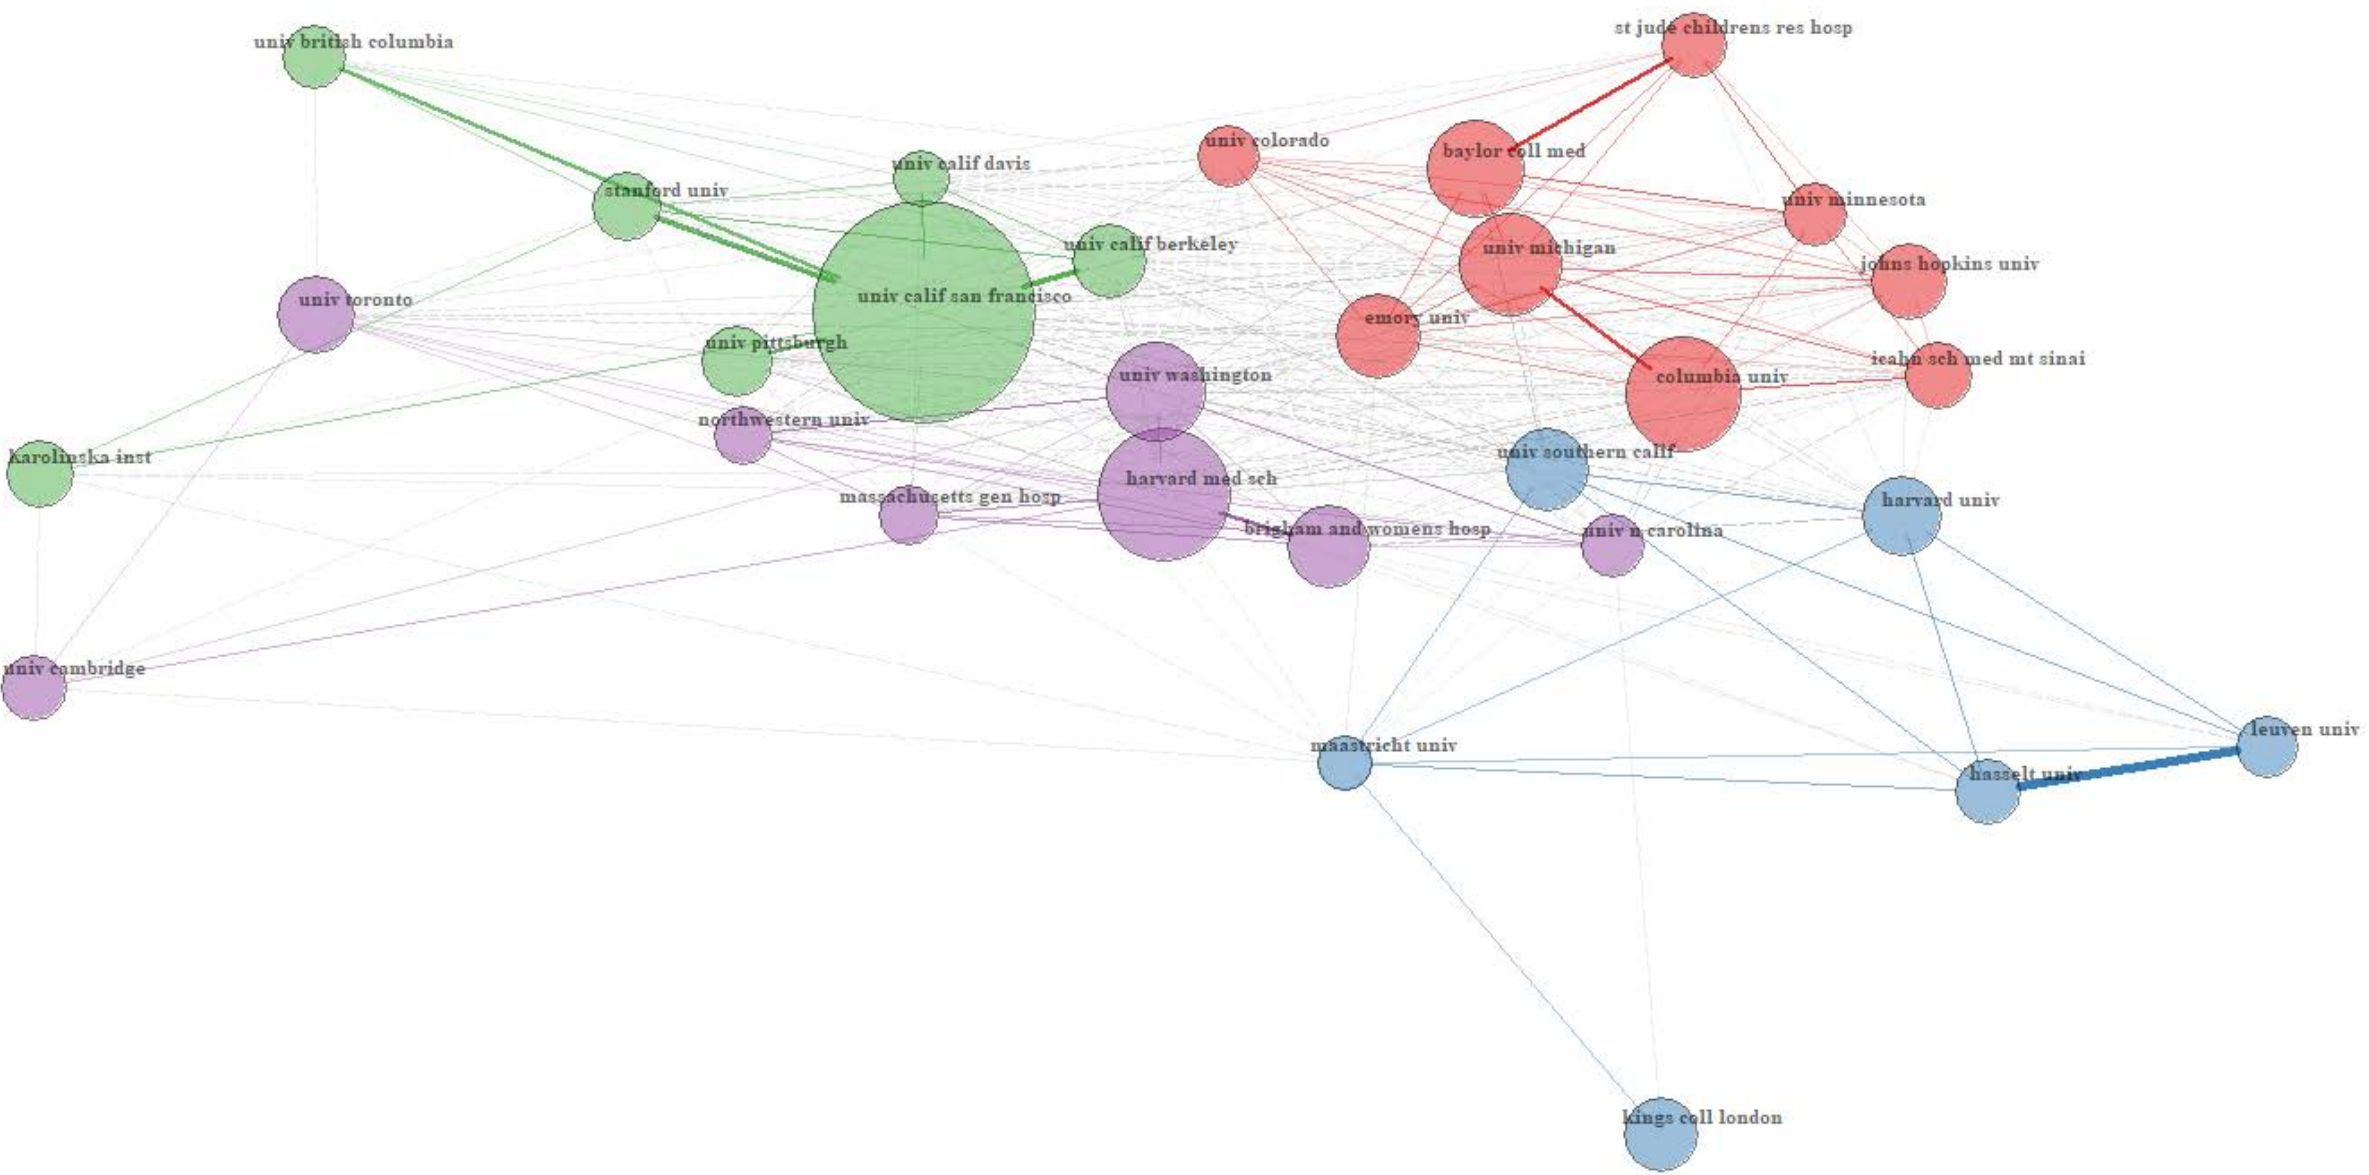 st jude childrens res hosp
univ british columbia
univ colorado
baylor coll med
univ calif davis
stanford univ
univ minnesota
univ calif berkeley
univ michigan
johns hopkins univ
univ calif san francisco
univ toronto
emory univ
univ pittsburgh
icahn sch med mt sinai
univ washington
columbia univ
northwestern univ
univ southern calif
karolinska inst
harvard med sch
massachusetts gen hosp
harvard univ
brigham and womens hosp
univ n carolina
univ cambridge
leuven univ
maastricht univ
hasselt univ
kings coll london